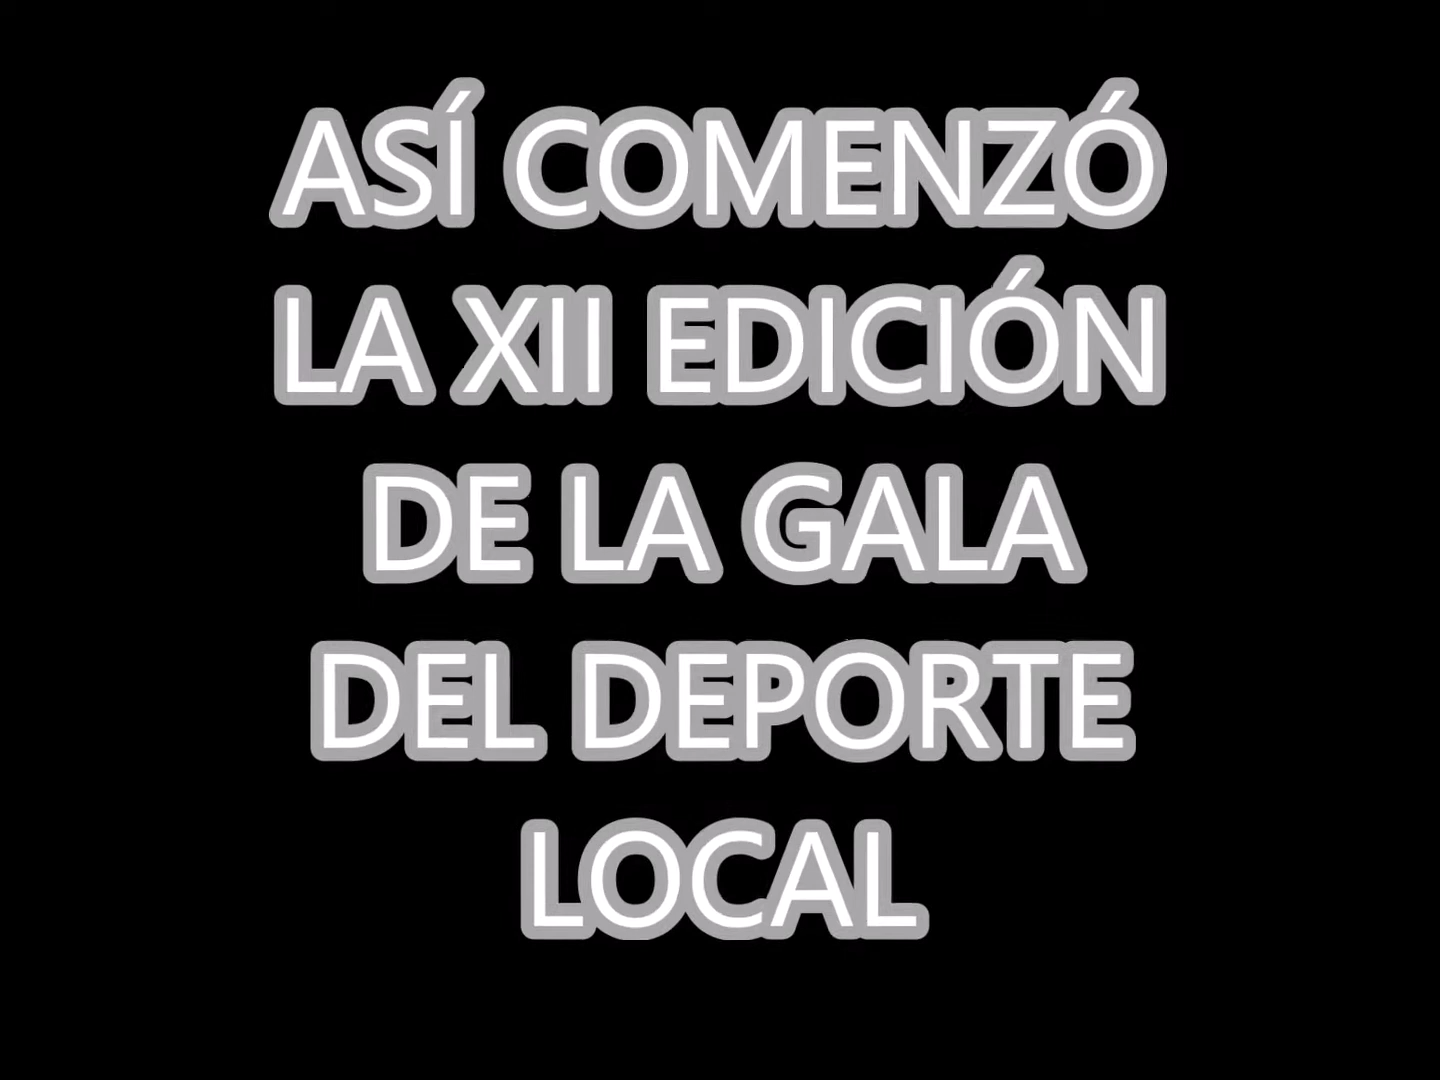 ASÍ COMENZÓ
LA XII EDICIÓN
DE LA GALA
DEL DEPORTE
LOCAL